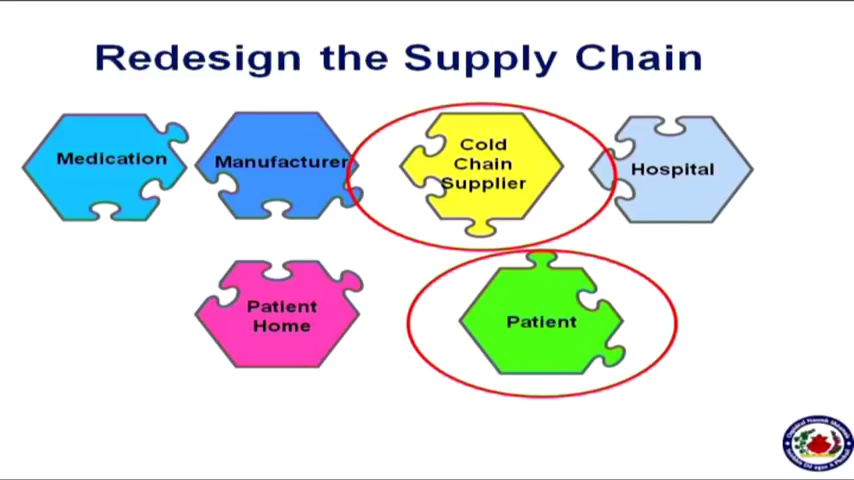 Redesign the Supply Chain
Medication
Manufacturer
Cold
Chain
Supplier
Hospital
Patient
Home
Patient